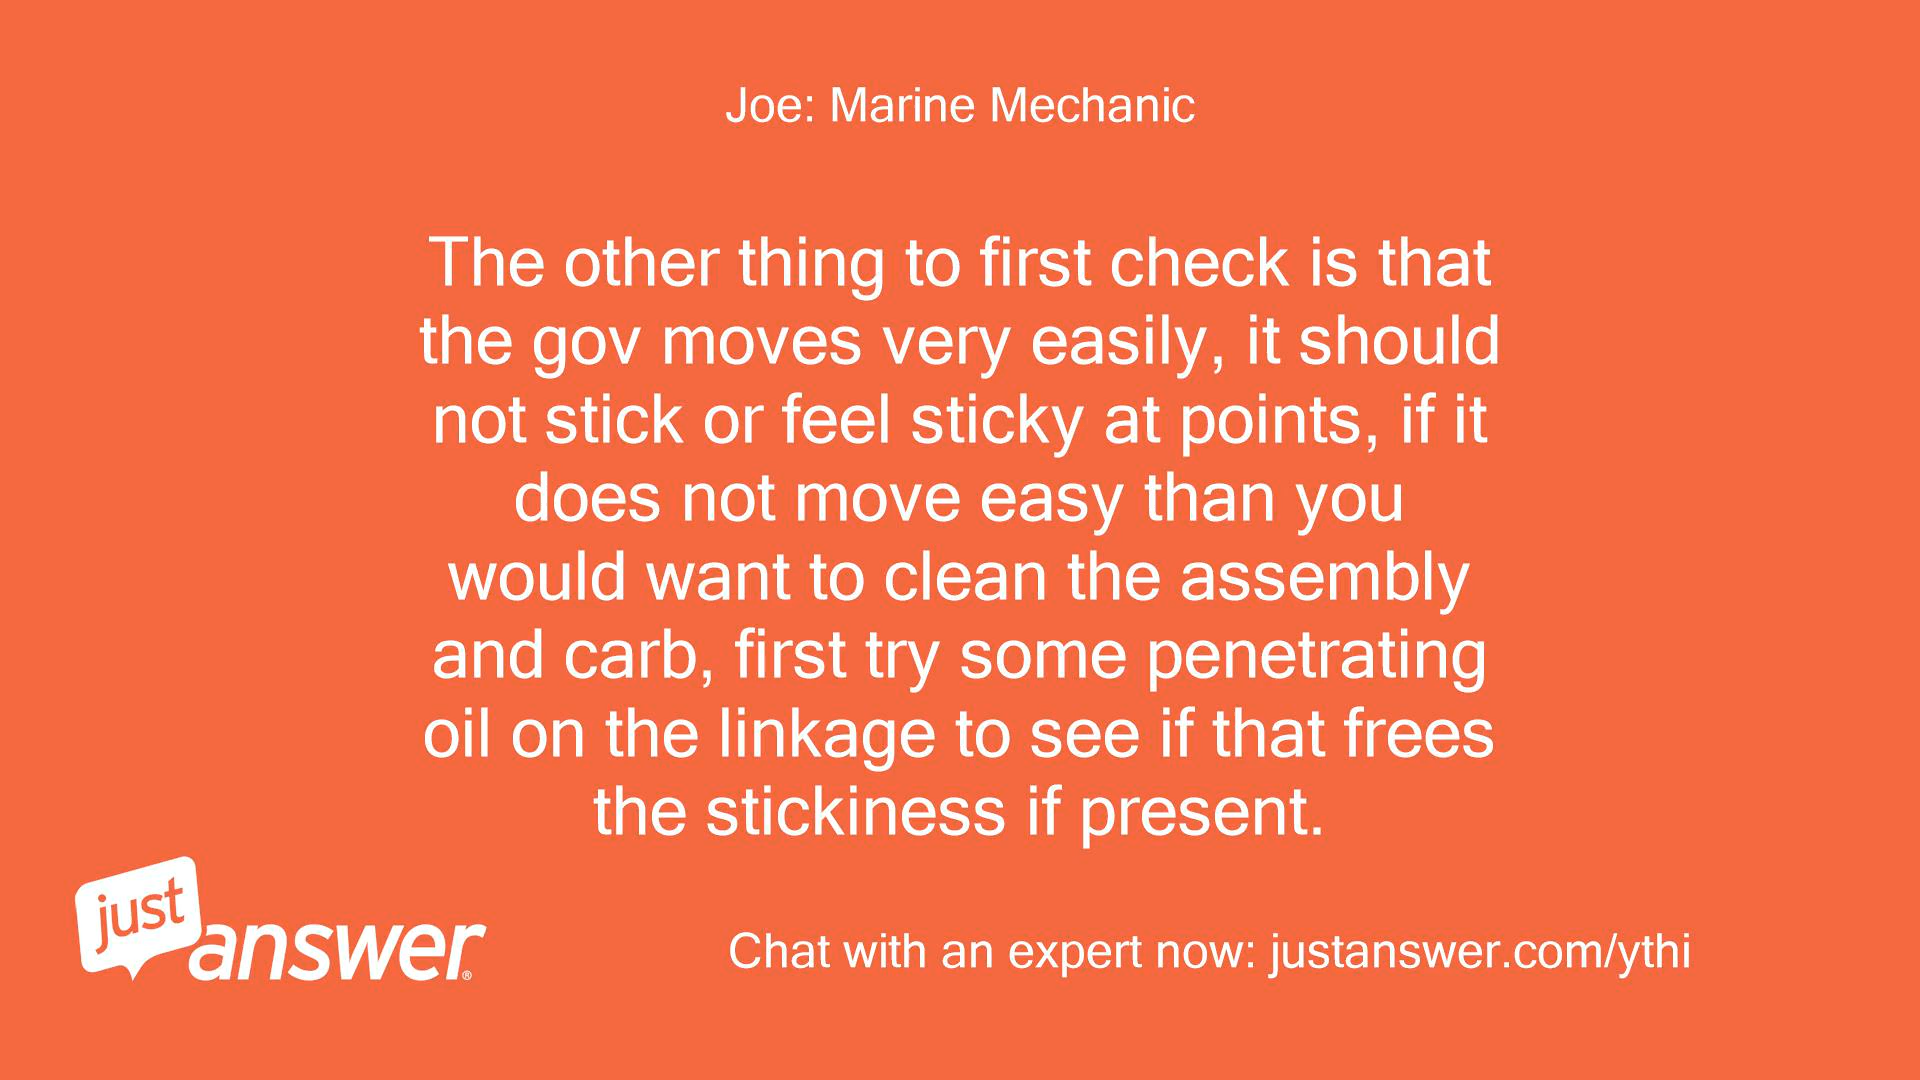 Joe: Marine Mechanic
The other thing to first check is that
the gov moves very easily, it should
not stick or feel sticky at points, if it
does not move easy than you
would want to clean the assembly
and carb, first try some penetrating
oil on the linkage to see if that frees
the stickiness if present.
just
answer®
Chat with an expert now: justanswer.com/ythi